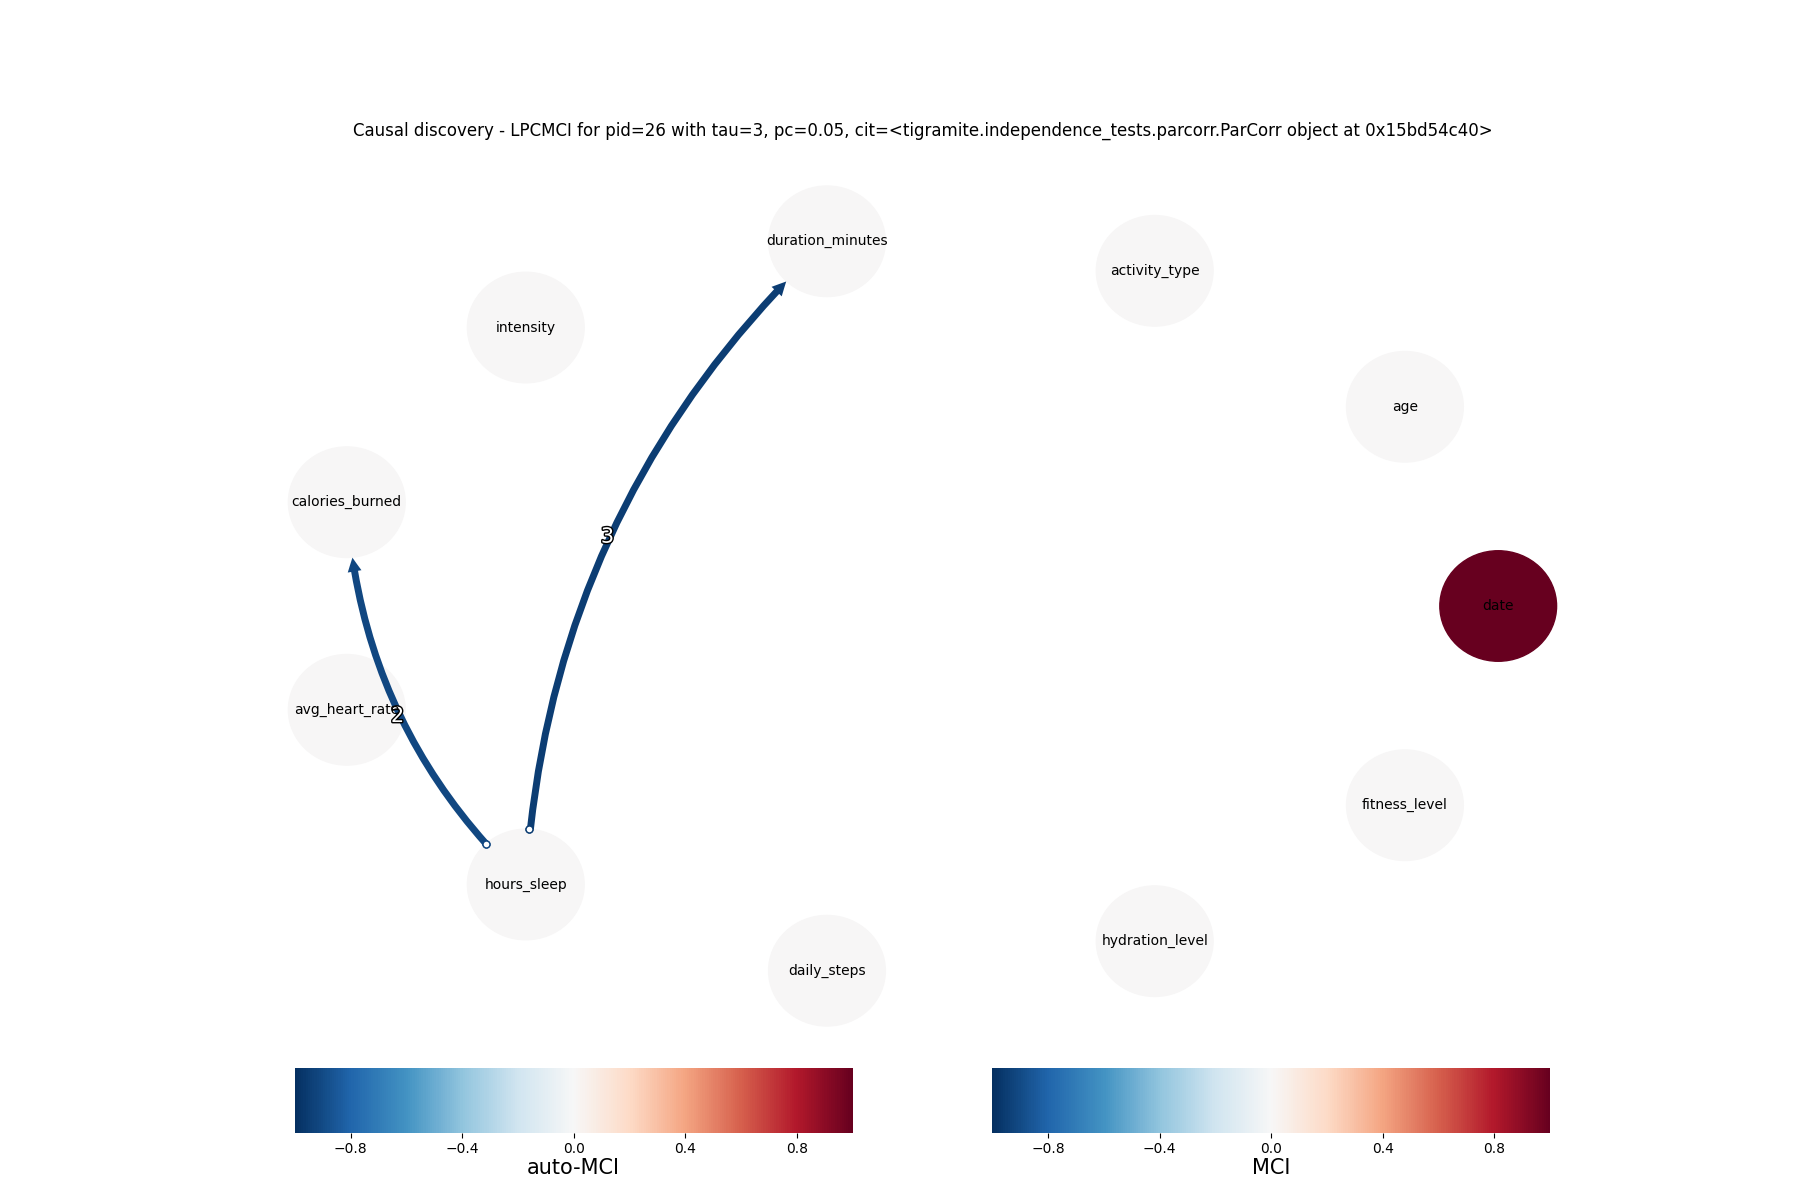 Causal discovery - LPCMCI for pid=26 with tau=3, pc=0.05, cit=<tigramite.independence_tests.parcorr.ParCorr object at 0x15bd54c40>
duration_minutes
activity_type
intensity
age
calories_burned
3
date
avg_heart_rate
2
fitness_level
hours_sleep
hydration_level
daily_steps
−0.8 −0.4 0.0 0.4 0.8
auto-MCI
−0.8 −0.4 0.0 0.4 0.8
MCI